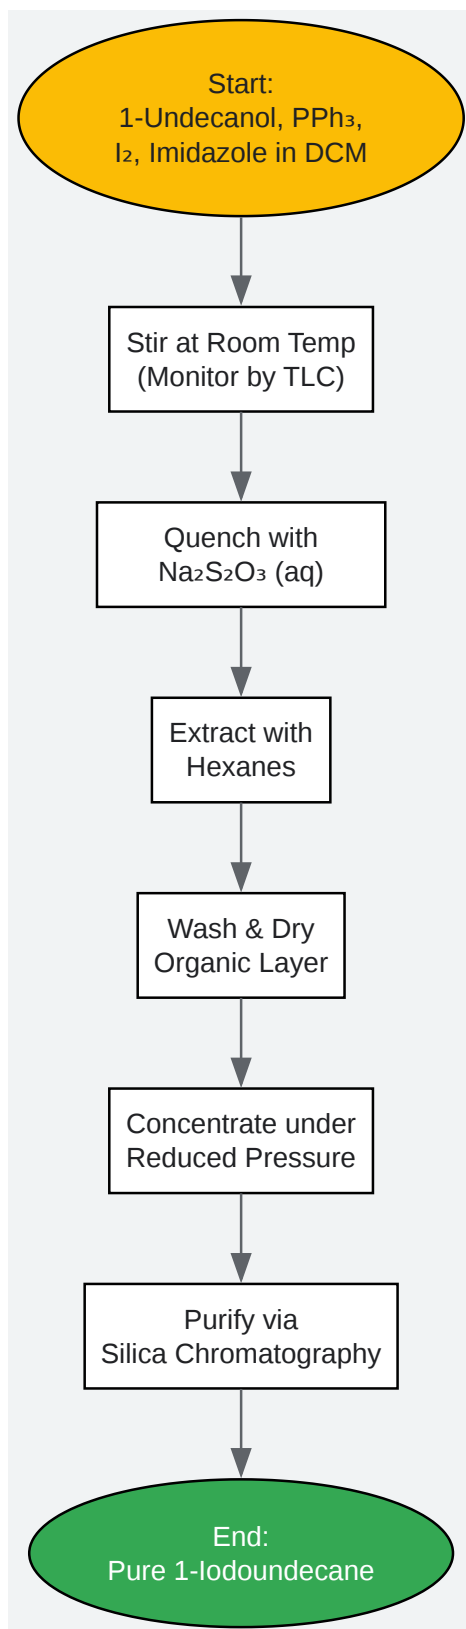 Start:
1-Undecanol, PPh₃,
I₂, Imidazole in DCM
Stir at Room Temp
(Monitor by TLC)
Quench with
Na₂S₂O₃ (aq)
Extract with
Hexanes
Wash & Dry
Organic Layer
Concentrate under
Reduced Pressure
Purify via
Silica Chromatography
End:
Pure 1-Iodoundecane